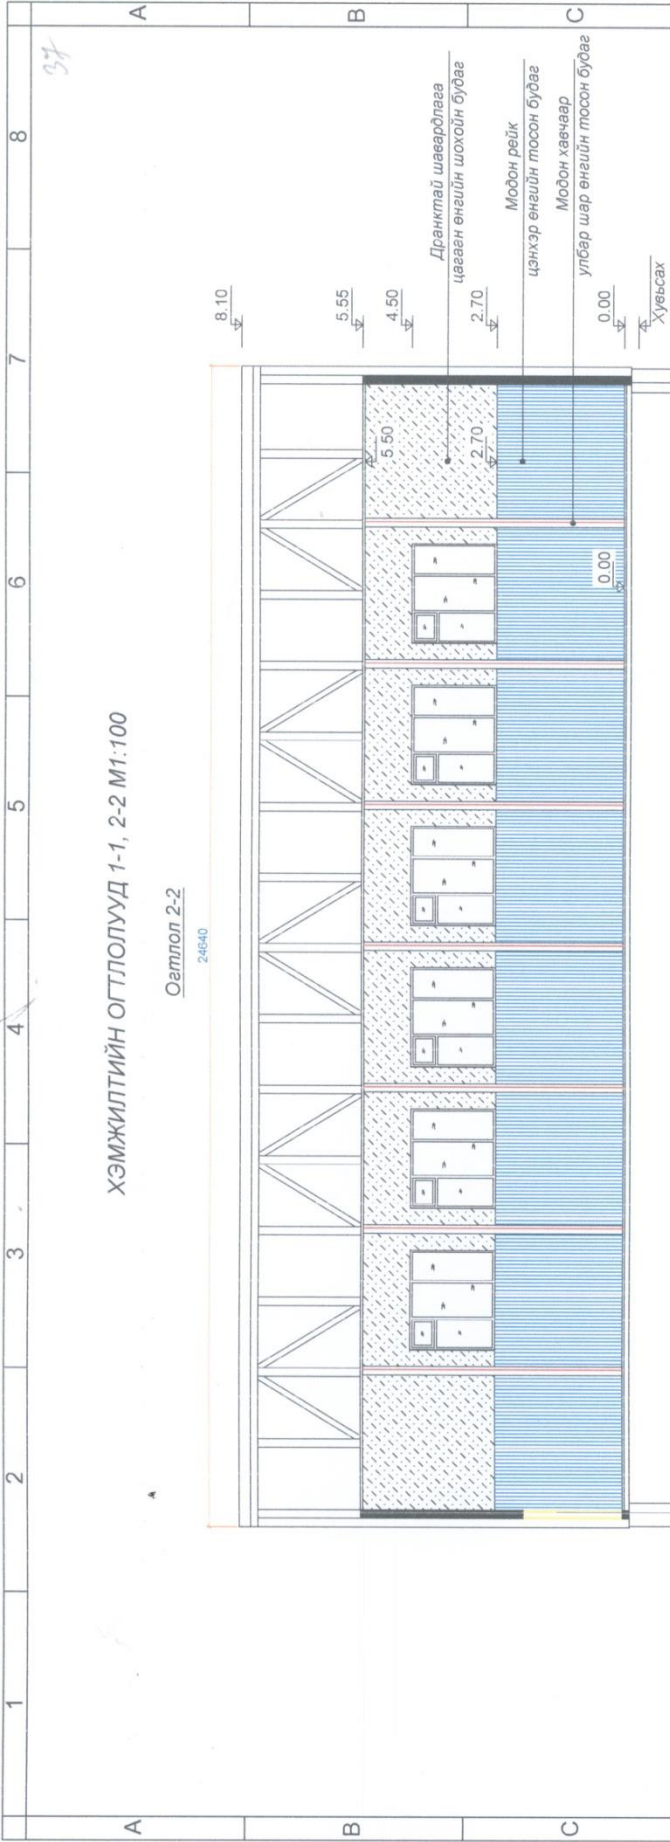 1 2 3 4 5 6 7 8
A A
B B
C C
37
ХЭМЖИЛТИЙН ОГТЛОЛУУД 1-1, 2-2 М1:100
Огтлол 2-2
24640
8.10
5.55
4.50
2.70
0.00
Хувьсах
5.50
2.70
0.00
Дранктай шавардлага
цагаан өнгийн шохойн будаг
Модон рейк
цэнхэр өнгийн тосон будаг
Модон хавчаар
улбар шар өнгийн тосон будаг